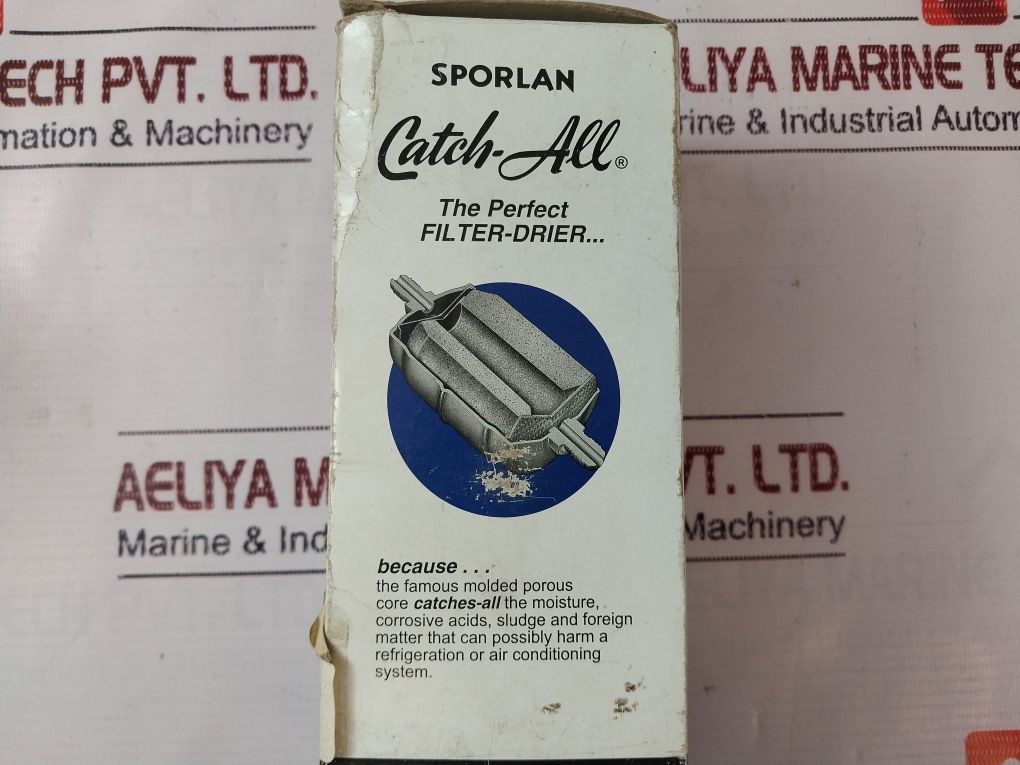 SPORLAN
Catch-All®
The Perfect
FILTER-DRIER...
because . . .
the famous molded porous
core catches-all the moisture,
corrosive acids, sludge and foreign
matter that can possibly harm a
refrigeration or air conditioning
system.
ECH PVT. LTD.
mation & Machinery
LIYA MARINE TE
rine & Industrial Autom
AELIYA M
Marine & Ind
VT. LTD.
Machinery